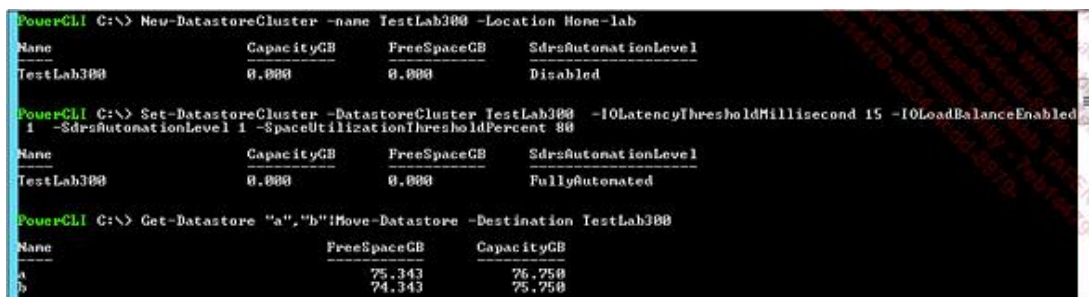 PowerCLI C:\> New-DatastoreCluster -name TestLab300 -Location Home-lab
Name CapacityGB FreeSpaceGB SdrsAutomationLevel
TestLab300 0.000 0.000 Disabled
PowerCLI C:\> Set-DatastoreCluster -DatastoreCluster TestLab300 -IOLatencyThresholdMillisecond 15 -IOLoadBalanceEnabled
1 -SdrsAutomationLevel 1 -SpaceUtilizationThresholdPercent 80
Name CapacityGB FreeSpaceGB SdrsAutomationLevel
TestLab300 0.000 0.000 FullyAutomated
PowerCLI C:\> Get-Datastore "a","b"|Move-Datastore -Destination TestLab300
Name FreeSpaceGB CapacityGB
a 75.343 76.750
b 74.343 75.750